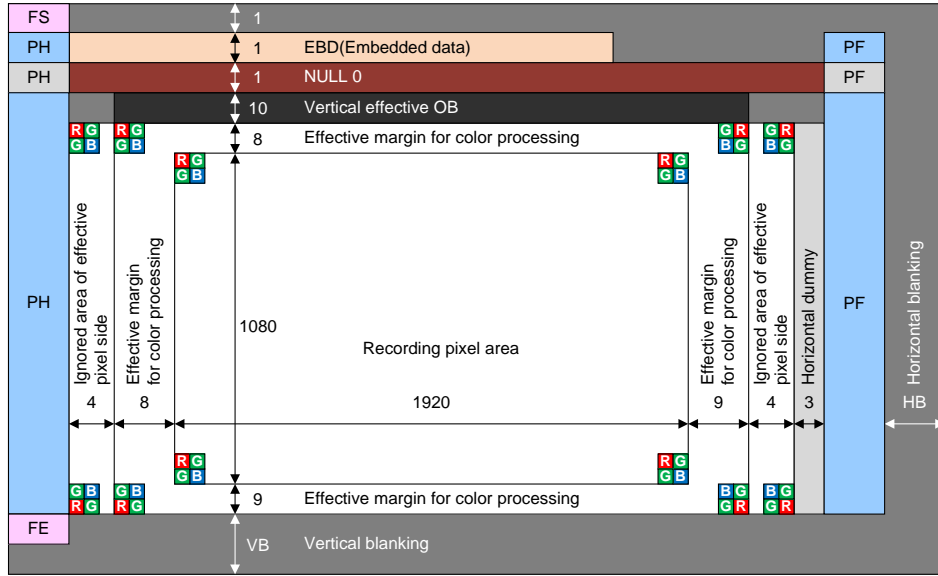 FS
1
PH
1
EBD(Embedded data)
PF
PH
1
NULL 0
PF
10
Vertical effective OB
R G
R G
8
Effective margin for color processing
G R
G R
G B
G B
B G
B G
R G
R G
G B
G B
PH
Ignored area of effective
pixel side
4
Effective margin
for color processing
8
1080
Recording pixel area
1920
Effective margin
for color processing
9
Ignored area of effective
pixel side
4
Horizontal dummy
3
PF
Horizontal blanking
HB
R G
R G
G B
G B
G B
G B
9
Effective margin for color processing
B G
B G
R G
R G
G R
G R
FE
VB
Vertical blanking